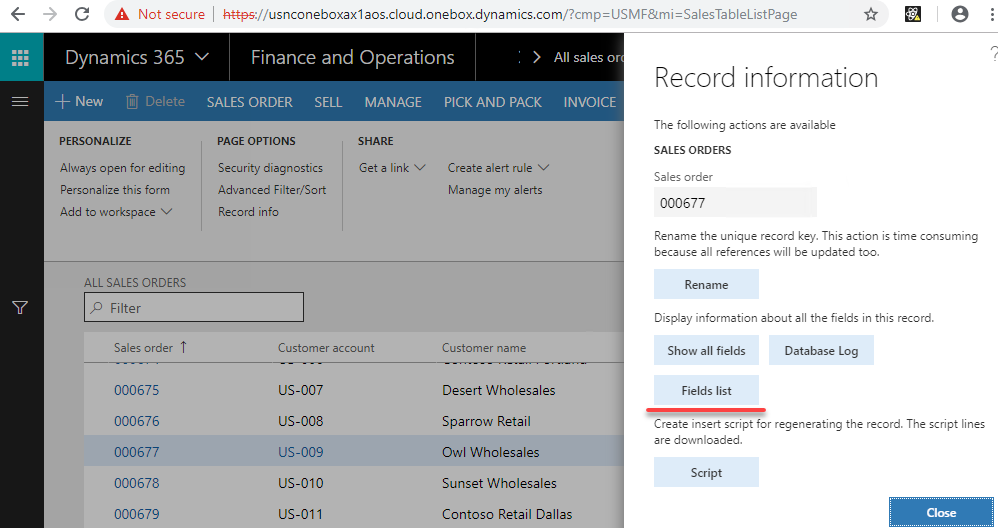 Not secure
https://usnconeboxax1aos.cloud.onebox.dynamics.com/?cmp=USMF&mi=SalesTableListPage
Dynamics 365
Finance and Operations
All sales ord
?
+ New
Delete
SALES ORDER
SELL
MANAGE
PICK AND PACK
INVOICE
PERSONALIZE
Always open for editing
Personalize this form
Add to workspace
PAGE OPTIONS
Security diagnostics
Advanced Filter/Sort
Record info
SHARE
Get a link
Create alert rule
Manage my alerts
ALL SALES ORDERS
Filter
Sales order ↑ Customer account Customer name
000675 US-007 Desert Wholesales
000676 US-008 Sparrow Retail
000677 US-009 Owl Wholesales
000678 US-010 Sunset Wholesales
000679 US-011 Contoso Retail Dallas
Record information
The following actions are available
SALES ORDERS
Sales order
000677
Rename the unique record key. This action is time consuming
because all references will be updated too.
Rename
Display information about all the fields in this record.
Show all fields
Database Log
Fields list
Create insert script for regenerating the record. The script lines
are downloaded.
Script
Close